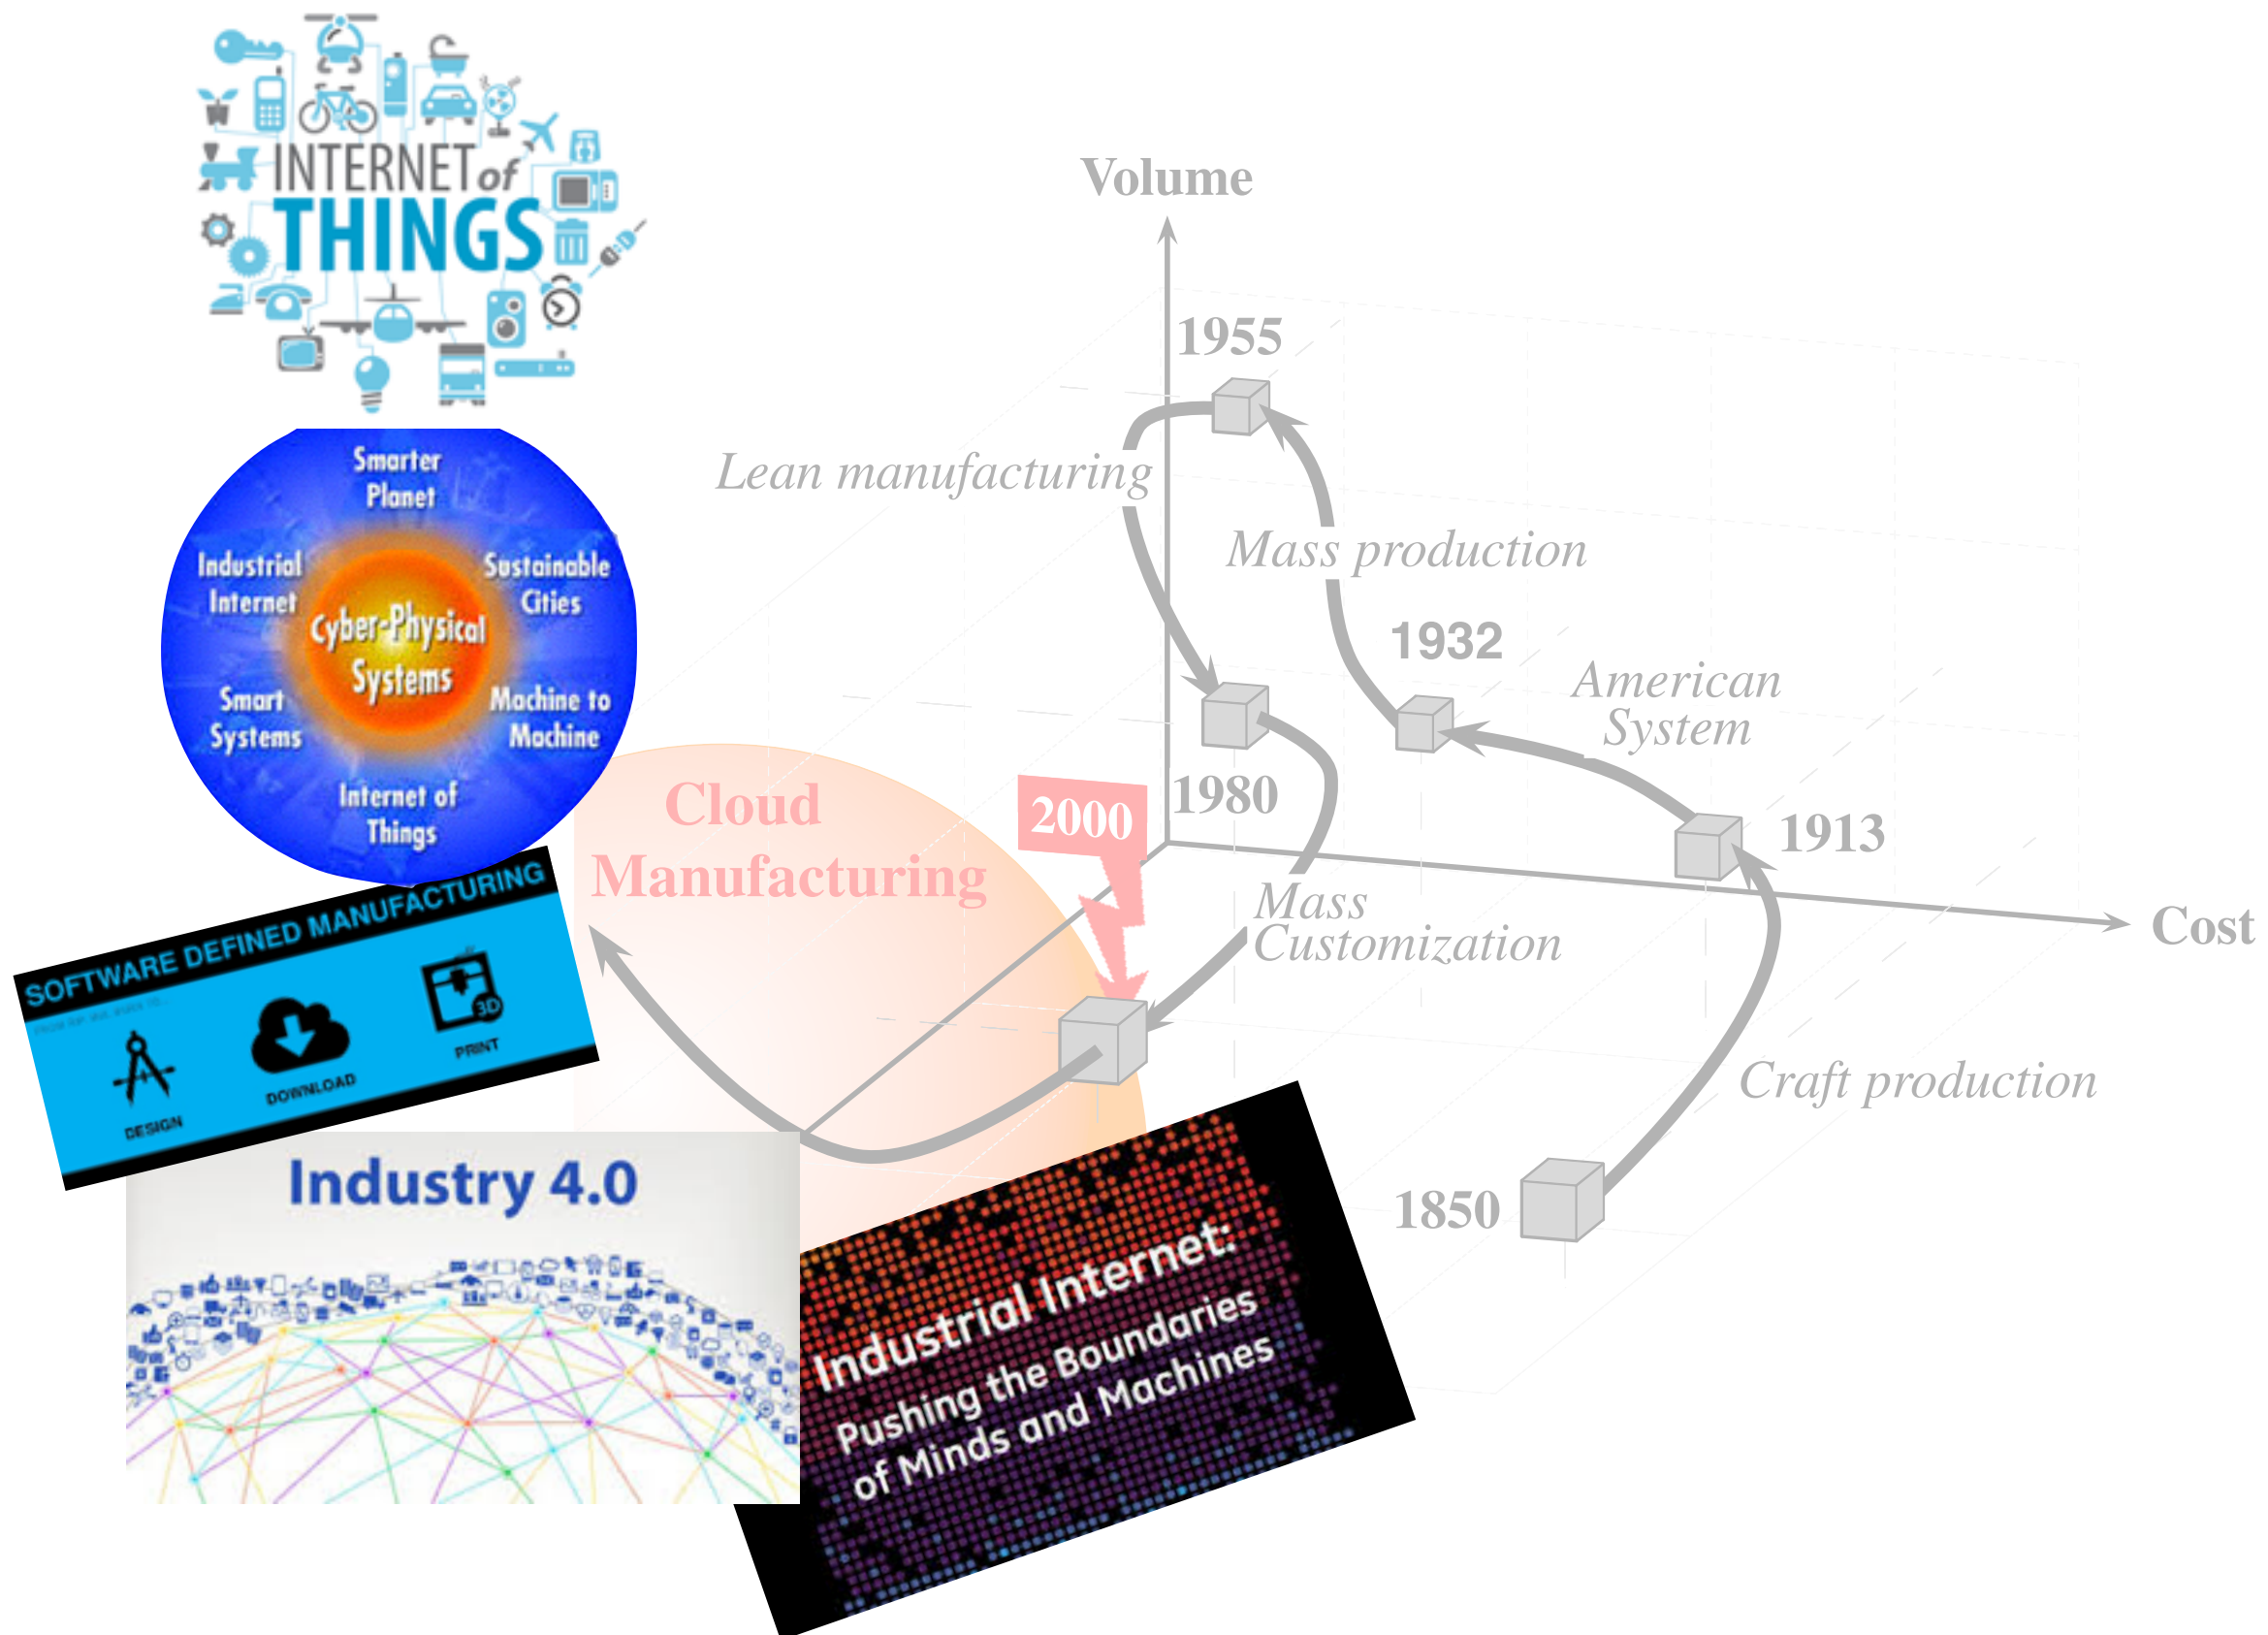 INTERNET of
THINGS
Smarter
Planet
Industrial
Internet
Sustainable
Cities
Cyber-Physical
Systems
Smart
Systems
Machine to
Machine
Internet of
Things
SOFTWARE DEFINED MANUFACTURING
DESIGN
DOWNLOAD
3D
PRINT
Industry 4.0
Industrial Internet:
Pushing the Boundaries
of Minds and Machines
Cloud
Manufacturing
2000
Volume
1955
Lean manufacturing
Mass production
1932
American
System
1980
1913
Cost
Mass
Customization
Craft production
1850